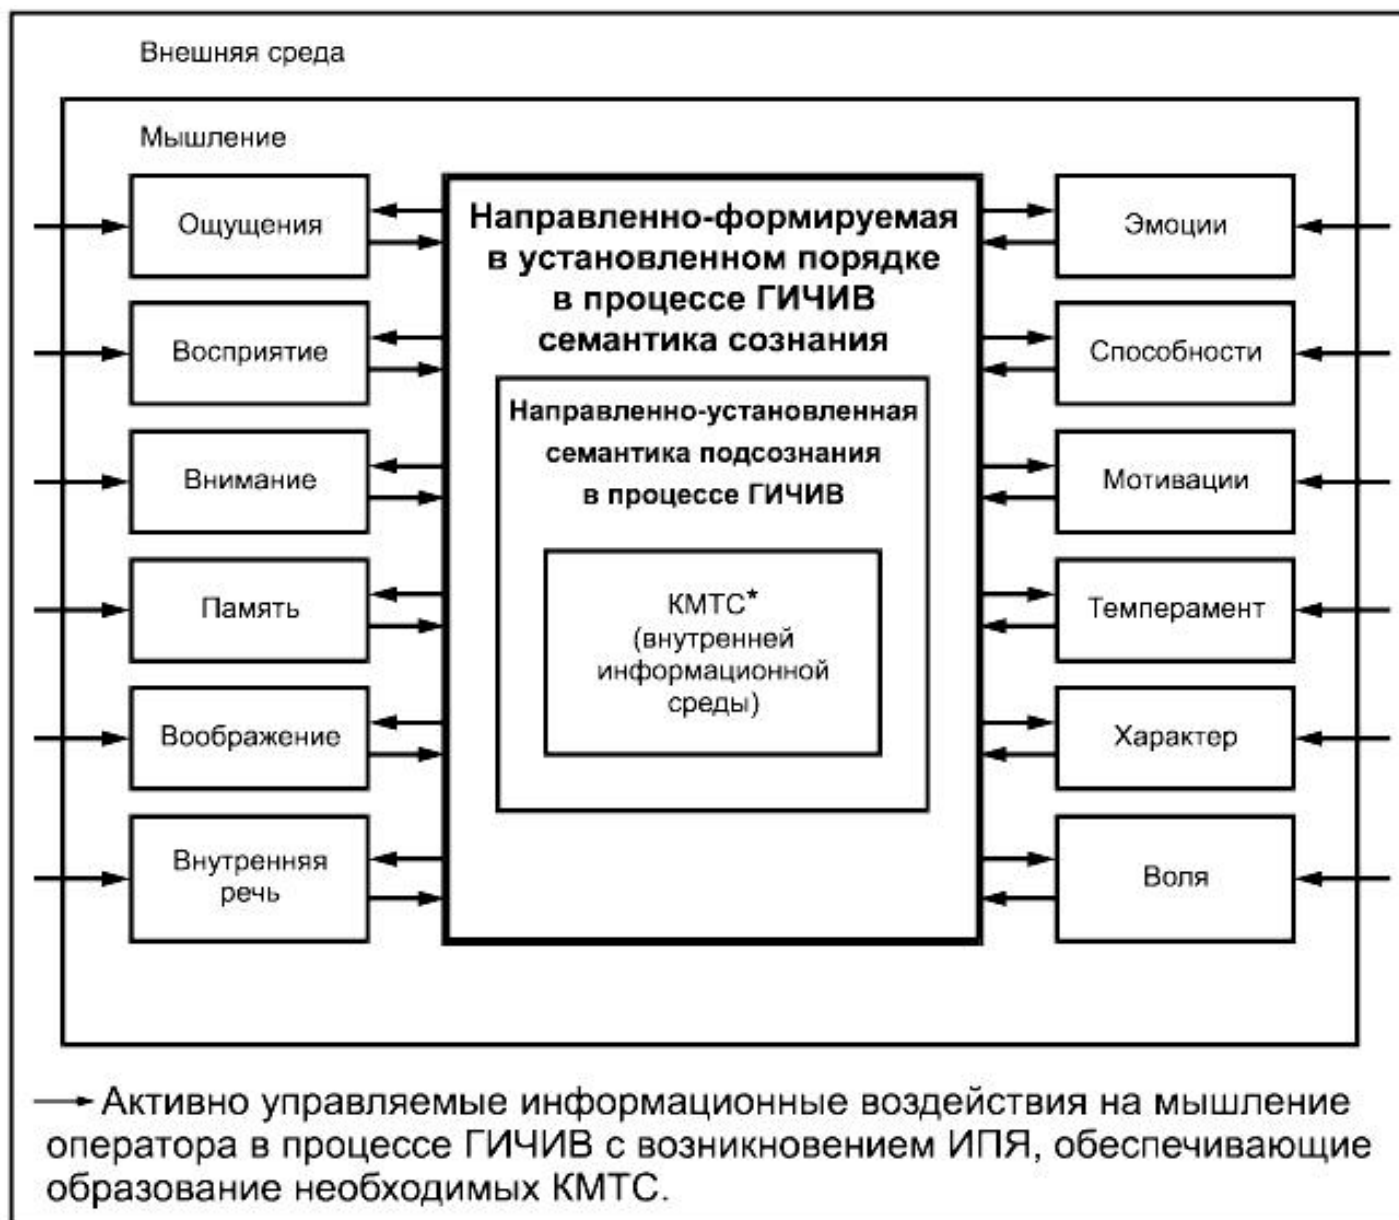 Внешняя среда
Мышление
Ощущения
Восприятие
Внимание
Память
Воображение
Внутренняя
речь
Направленно-формируемая
в установленном порядке
в процессе ГИЧИВ
семантика сознания
Направленно-установленная
семантика подсознания
в процессе ГИЧИВ
КМТС*
(внутренней
информационной
среды)
Эмоции
Способности
Мотивации
Темперамент
Характер
Воля
Активно управляемые информационные воздействия на мышление
оператора в процессе ГИЧИВ с возникновением ИПЯ, обеспечивающие
образование необходимых КМТС.